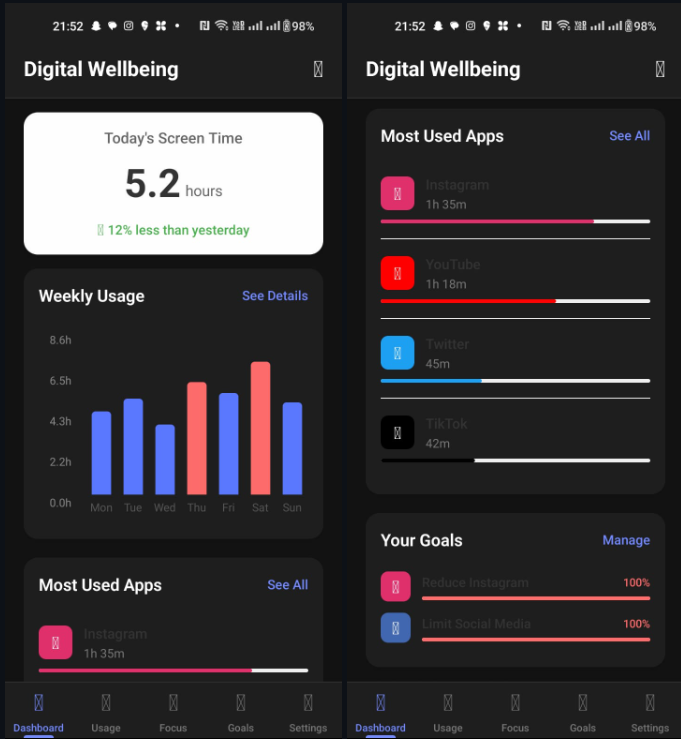 21:52
98%
Digital Wellbeing
Today's Screen Time
5.2 hours
12% less than yesterday
Weekly Usage See Details
8.6h
6.5h
4.3h
2.2h
0.0h
Mon Tue Wed Thu Fri Sat Sun
Most Used Apps See All
Instagram
1h 35m
Dashboard Usage Focus Goals Settings
21:52
98%
Digital Wellbeing
Most Used Apps See All
Instagram
1h 35m
YouTube
1h 18m
Twitter
45m
TikTok
42m
Your Goals Manage
Reduce Instagram 100%
Limit Social Media 100%
Dashboard Usage Focus Goals Settings